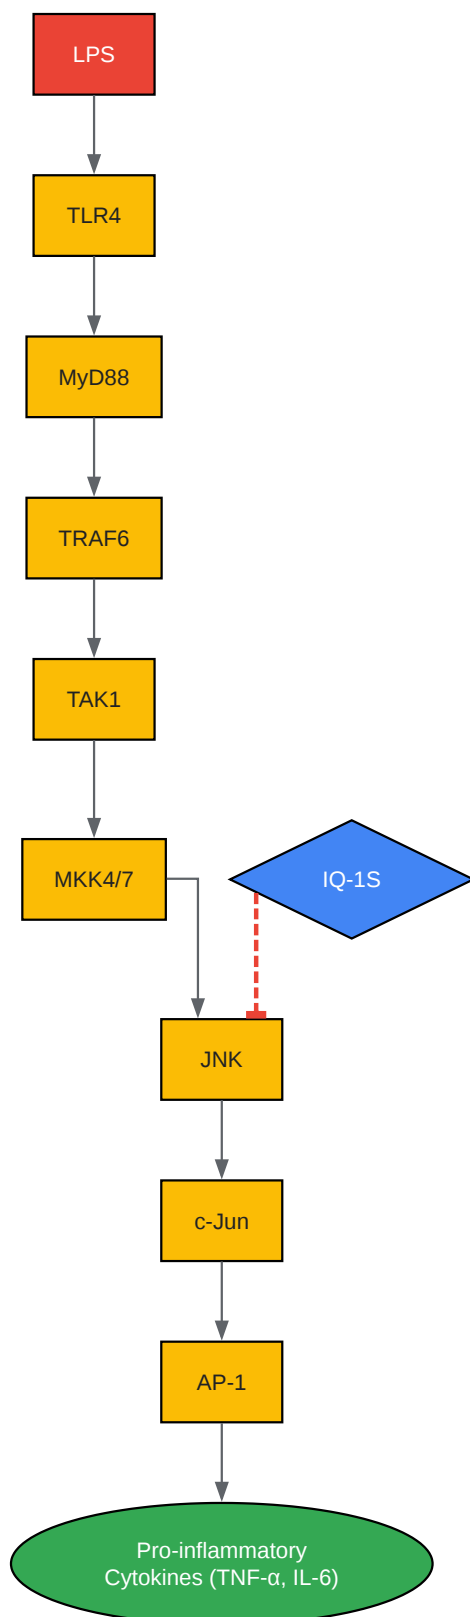 LPS
TLR4
MyD88
TRAF6
TAK1
MKK4/7
IQ-1S
JNK
c-Jun
AP-1
Pro-inflammatory
Cytokines (TNF-α, IL-6)